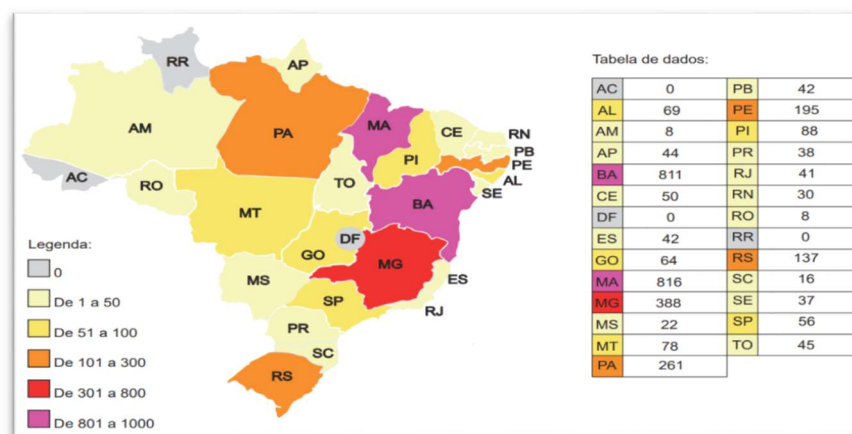 RR
AP
AM
PA
MA
CE
RN
PB
PE
AL
SE
PI
AC
RO
TO
MT
BA
DF
GO
MG
ES
MS
SP
RJ
PR
SC
RS
Legenda:
0
De 1 a 50
De 51 a 100
De 101 a 300
De 301 a 800
De 801 a 1000
Tabela de dados:
AC 0 PB 42
AL 69 PE 195
AM 8 PI 88
AP 44 PR 38
BA 811 RJ 41
CE 50 RN 30
DF 0 RO 8
ES 42 RR 0
GO 64 RS 137
MA 816 SC 16
MG 388 SE 37
MS 22 SP 56
MT 78 TO 45
PA 261